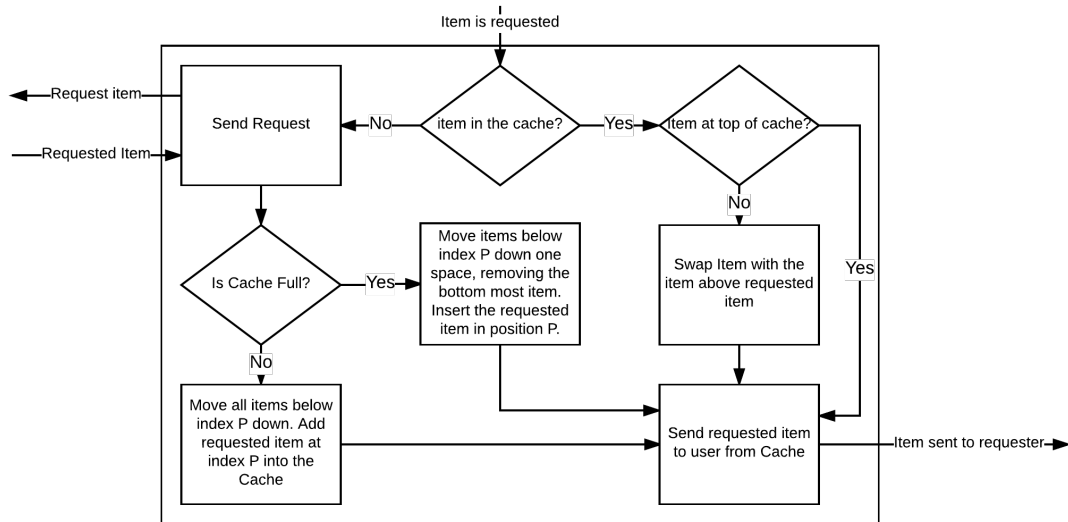 Item is requested
Request item
Send Request
No
item in the cache?
Yes
Item at top of cache?
Requested Item
No
Move items below
index P down one
space, removing the
bottom most item.
Insert the requested
item in position P.
Swap Item with the
item above requested
item
Yes
Is Cache Full?
Yes
No
Move all items below
index P down. Add
requested item at
index P into the
Cache
Send requested item
to user from Cache
Item sent to requester